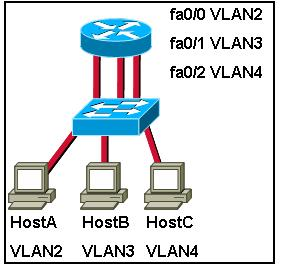 fa0/0 VLAN2
fa0/1 VLAN3
fa0/2 VLAN4
HostA HostB HostC
VLAN2 VLAN3 VLAN4